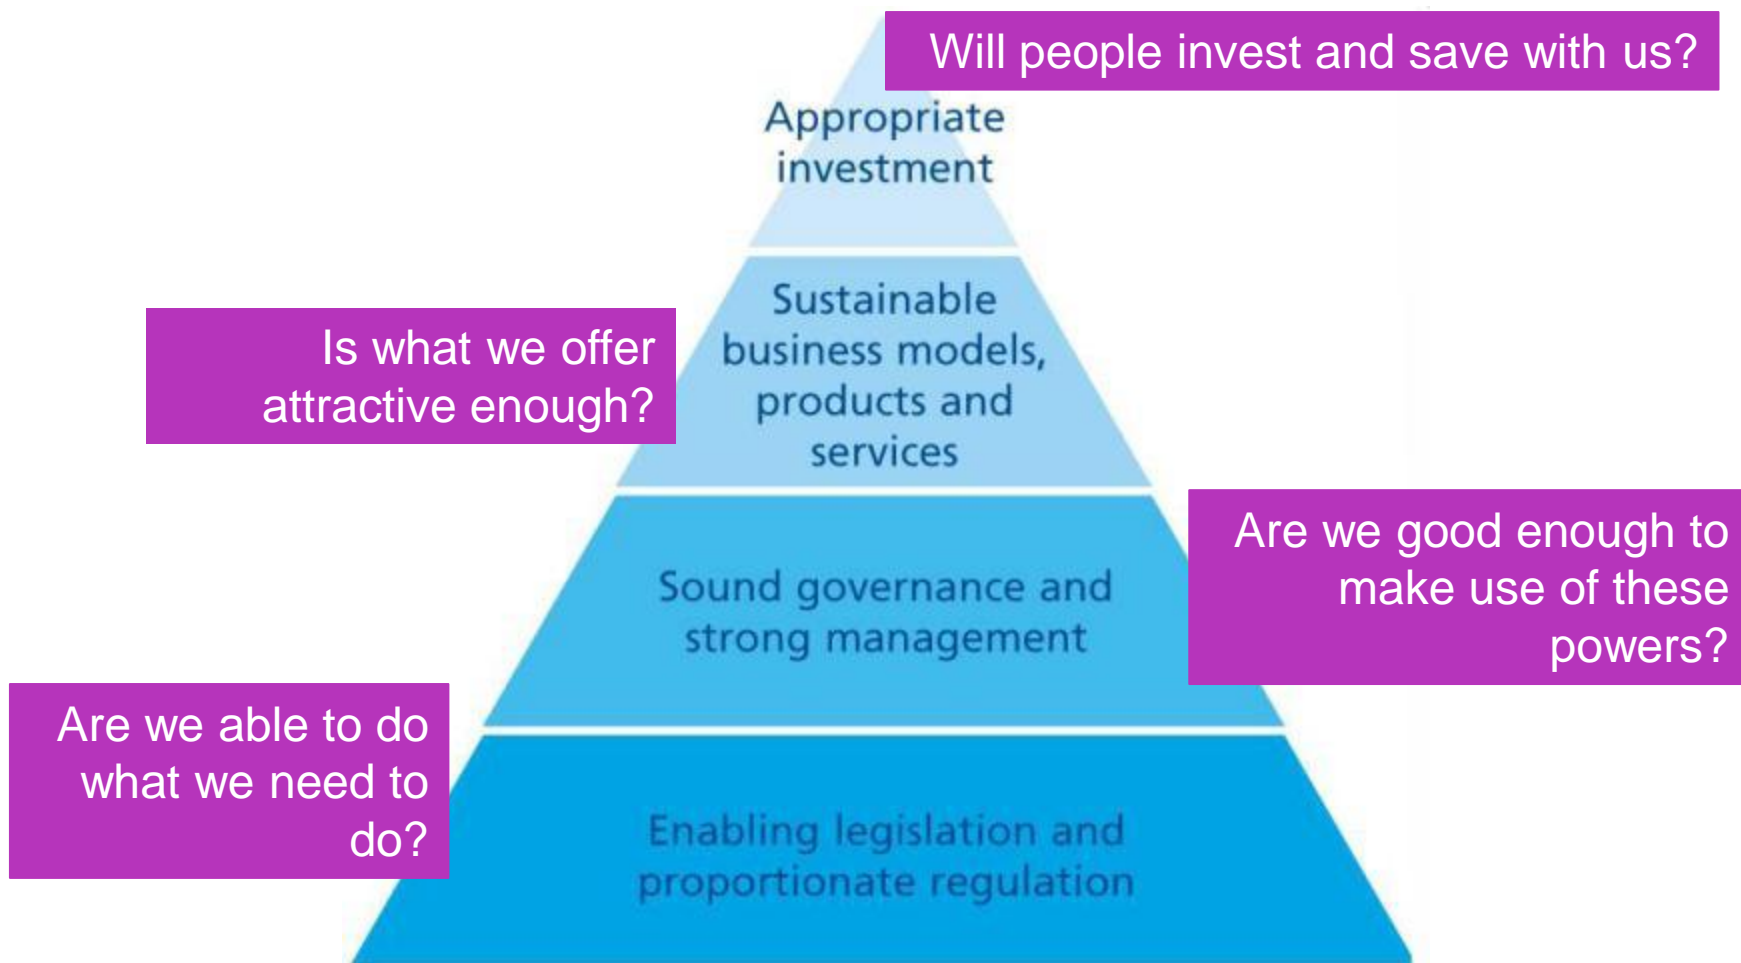 Will people invest and save with us?
Appropriate
investment
Sustainable
business models,
products and
services
Is what we offer
attractive enough?
Sound governance and
strong management
Are we good enough to
make use of these
powers?
Are we able to do
what we need to
do?
Enabling legislation and
proportionate regulation